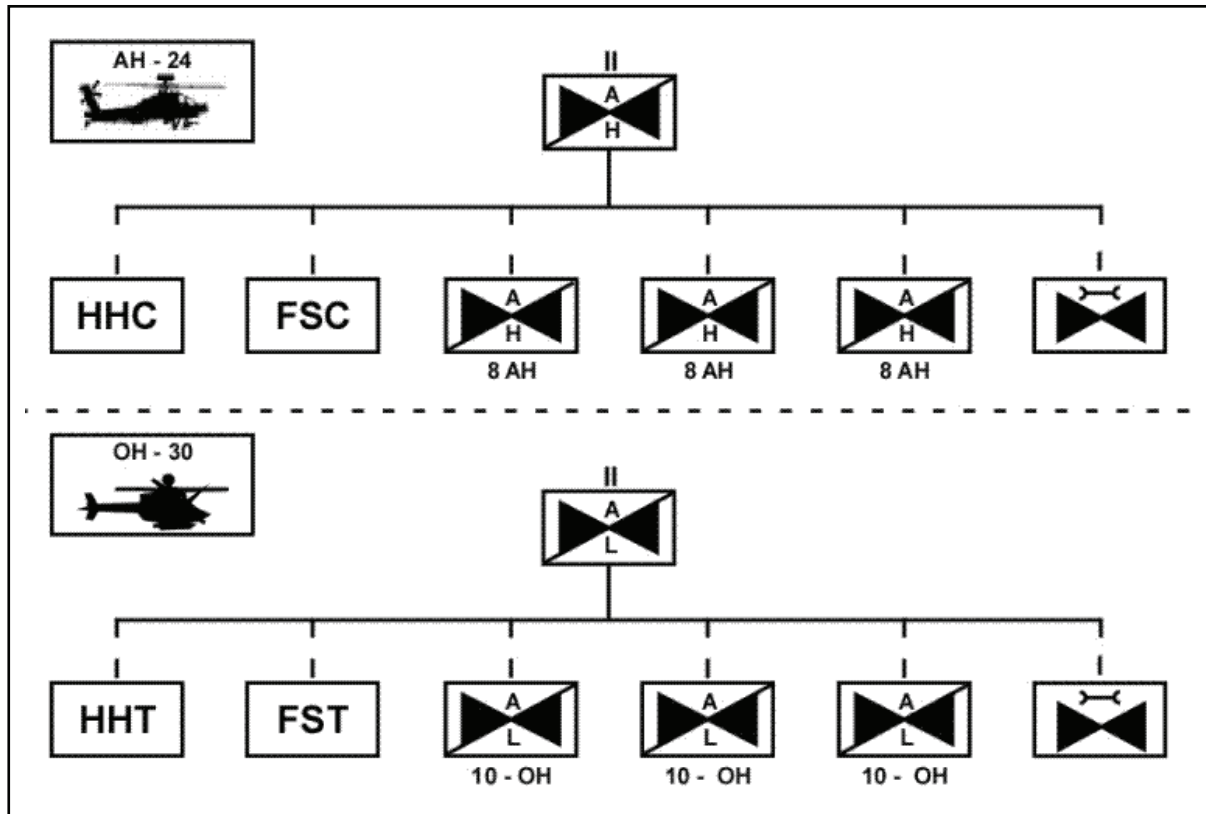 AH - 24
II
A
H
I I I I I I
HHC FSC A A A
H H H
8 AH 8 AH 8 AH
OH - 30
II
A
L
I I I I I I
HHT FST A A A
L L L
10 - OH 10 - OH 10 - OH